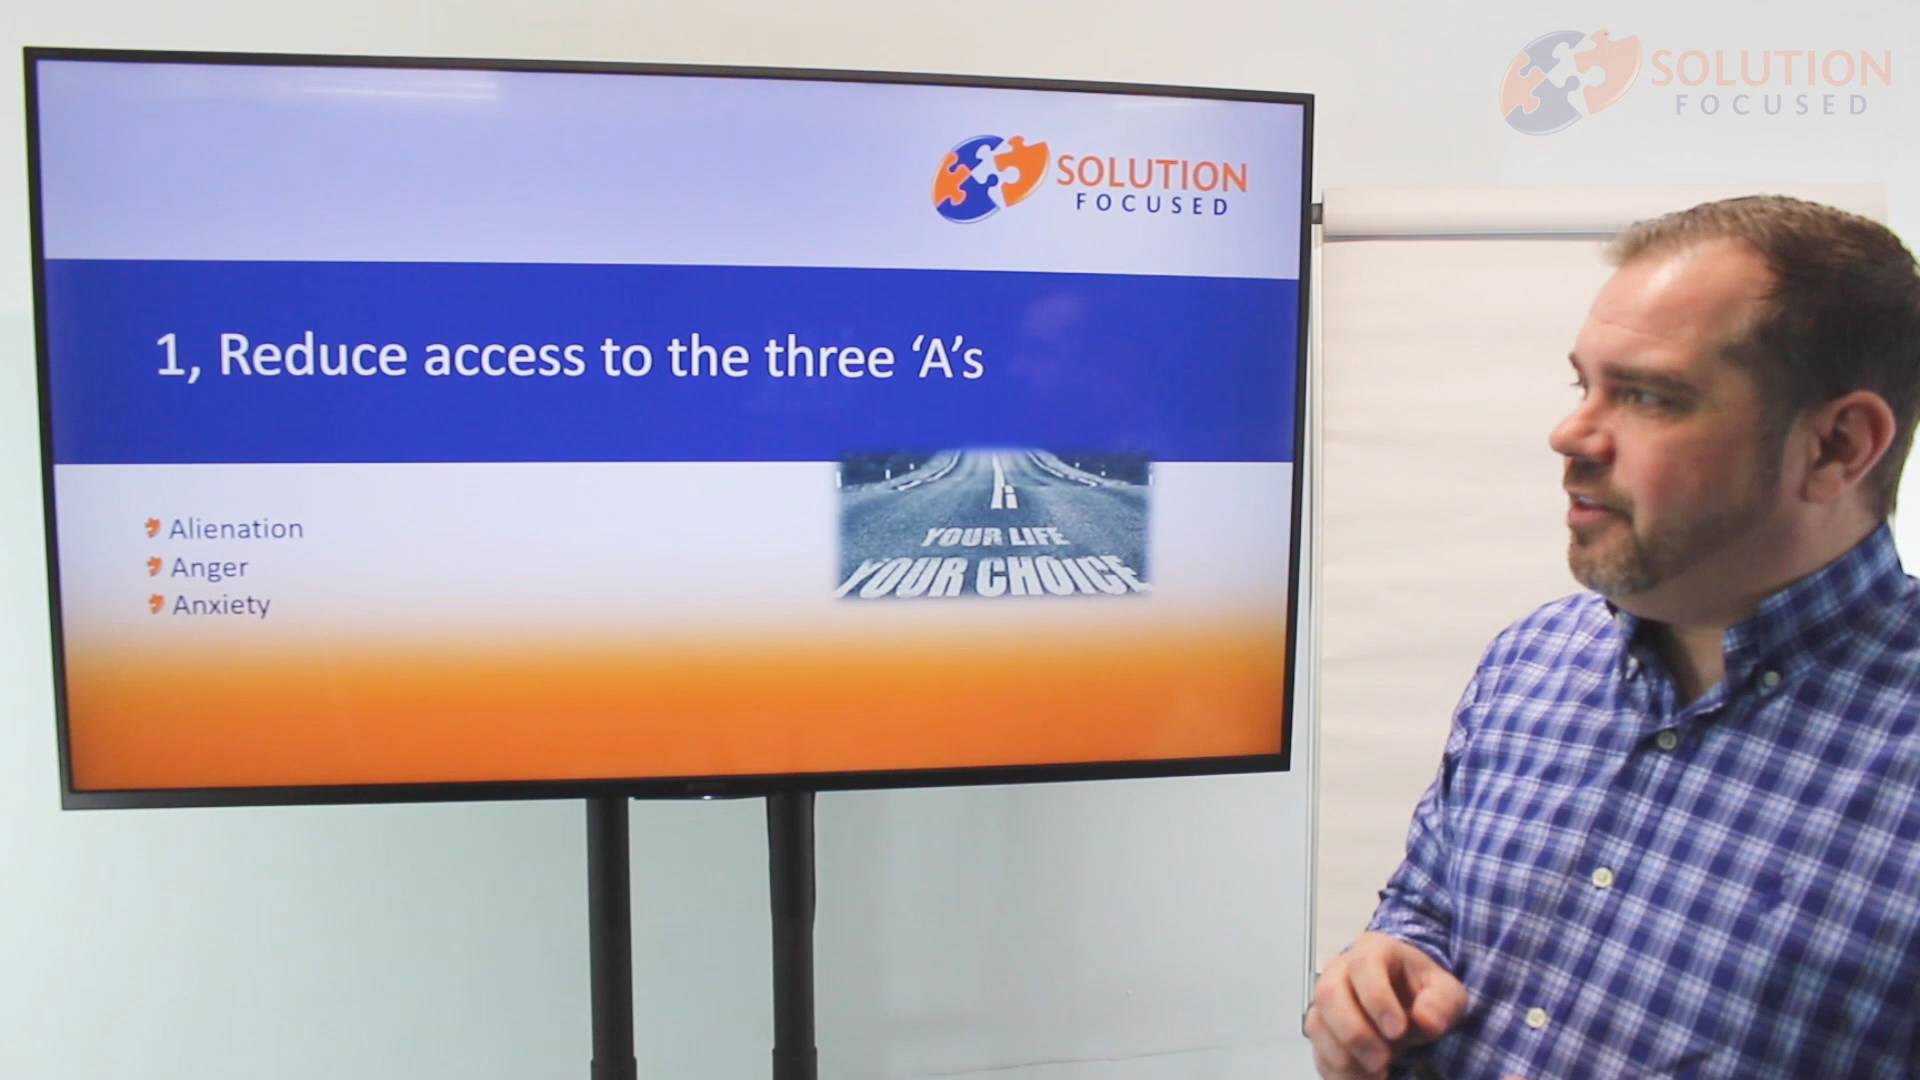 SOLUTION
FOCUSED
SOLUTION
FOCUSED
1, Reduce access to the three ‘A’s
Alienation
Anger
Anxiety
YOUR LIFE
YOUR CHOICE